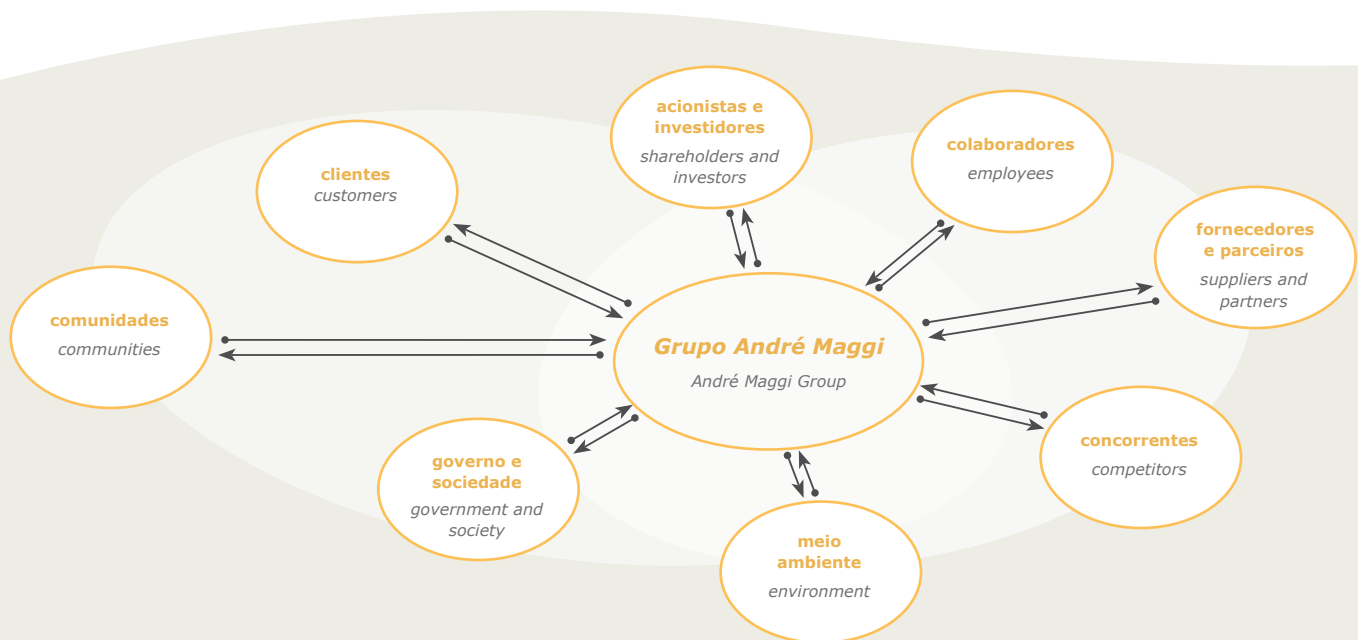 acionistas e
investidores
shareholders and
investors
colaboradores
employees
clientes
customers
fornecedores
e parceiros
suppliers and
partners
comunidades
communities
Grupo André Maggi
André Maggi Group
concorrentes
competitors
governo e
sociedade
government and
society
meio
ambiente
environment